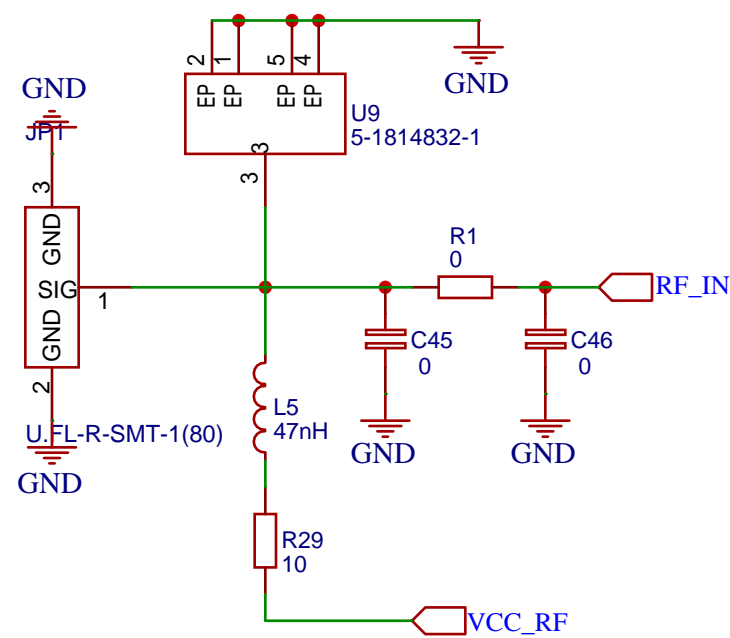 2
1
5
4
EP
EP
EP
EP
GND
GND
U9
5-1814832-1
JP1
3
3
3
GND
SIG
GND
1
2
R1
0
RF_IN
C45
0
C46
0
L5
47nH
U.FL-R-SMT-1(80)
GND
GND
GND
R29
10
VCC_RF